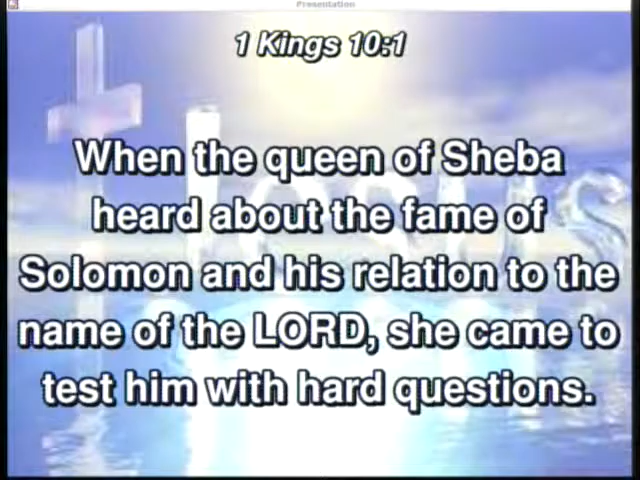 Presentation
1 Kings 10:1
Jesus
When the queen of Sheba
heard about the fame of
Solomon and his relation to the
name of the LORD, she came to
test him with hard questions.